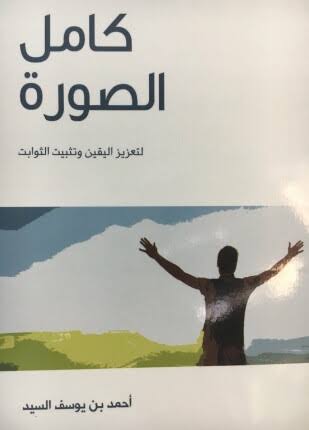 كامل
الصورة
لتعزيز اليقين وتثبيت الثوابت
أحمد بن يوسف السيد